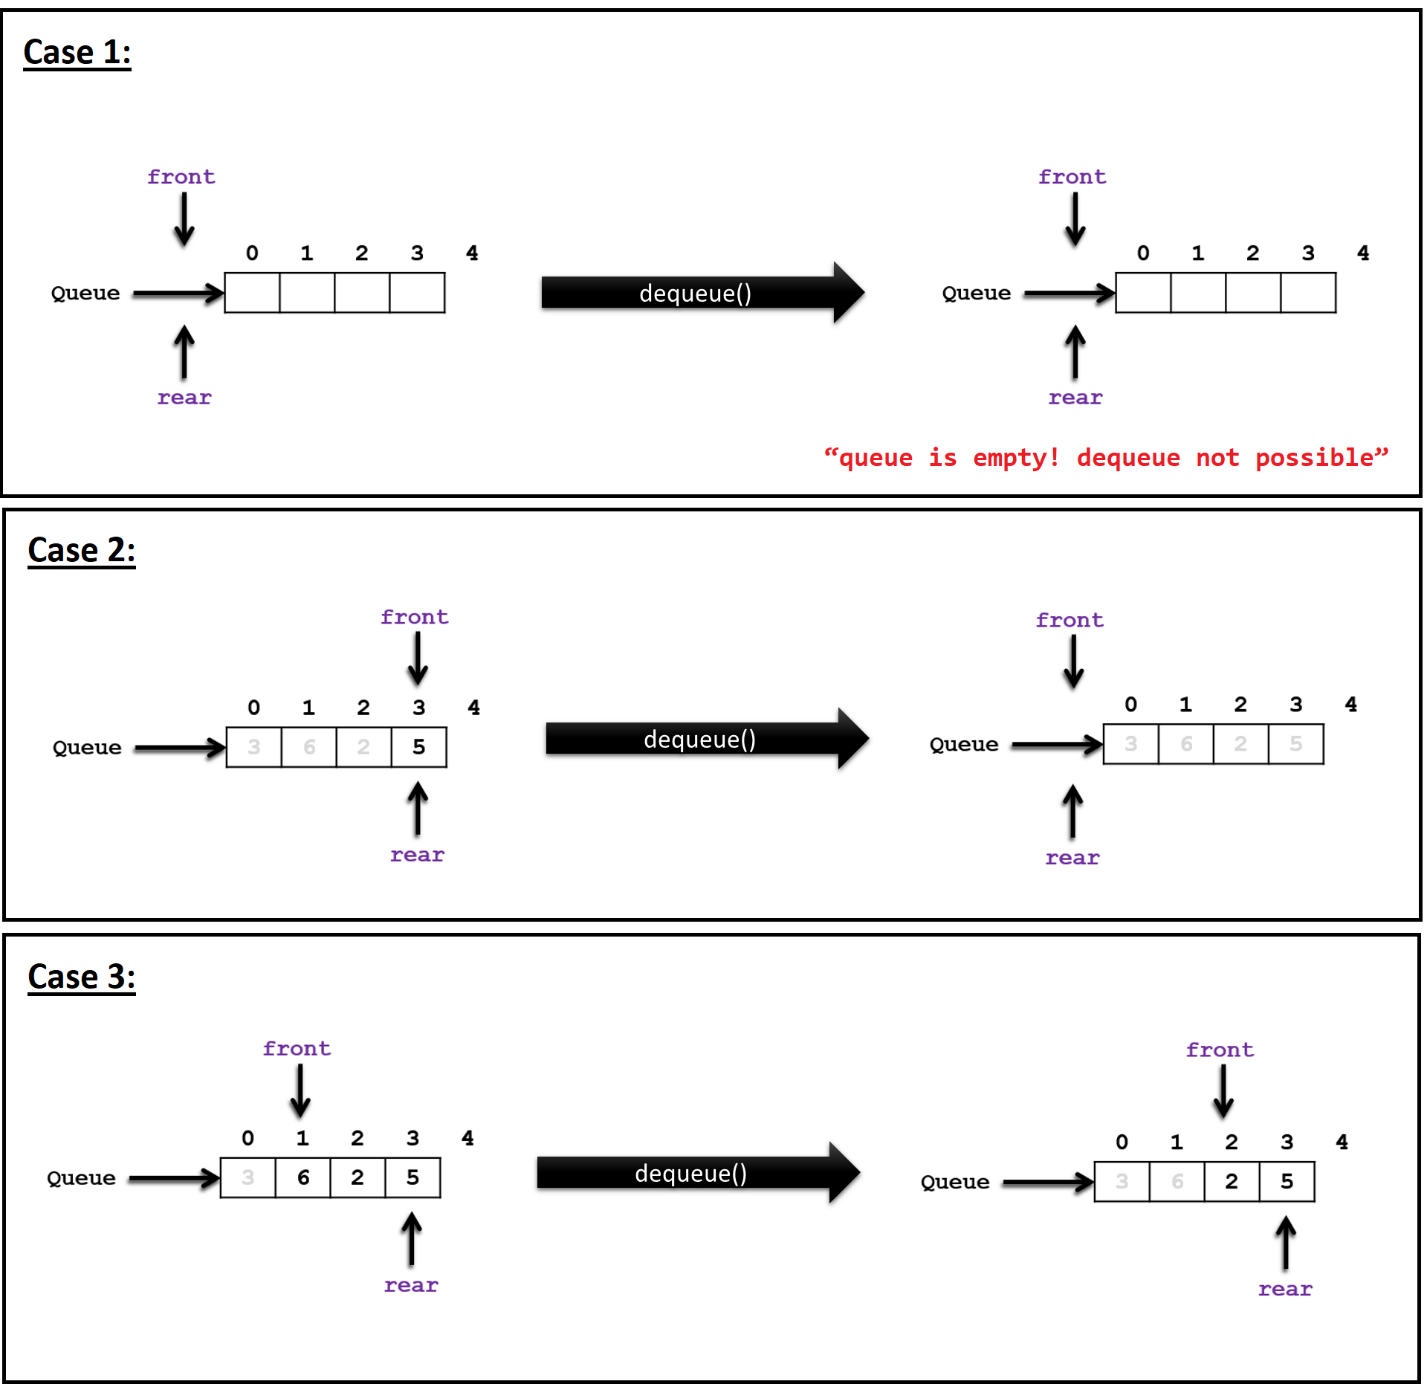 Case 1:
front front
0 1 2 3 4 0 1 2 3 4
Queue dequeue() Queue
rear rear
“queue is empty! dequeue not possible”
Case 2:
front front
0 1 2 3 4 0 1 2 3 4
Queue 3 6 2 5 dequeue() Queue 3 6 2 5
rear rear
Case 3:
front front
0 1 2 3 4 0 1 2 3 4
Queue 3 6 2 5 dequeue() Queue 3 6 2 5
rear rear